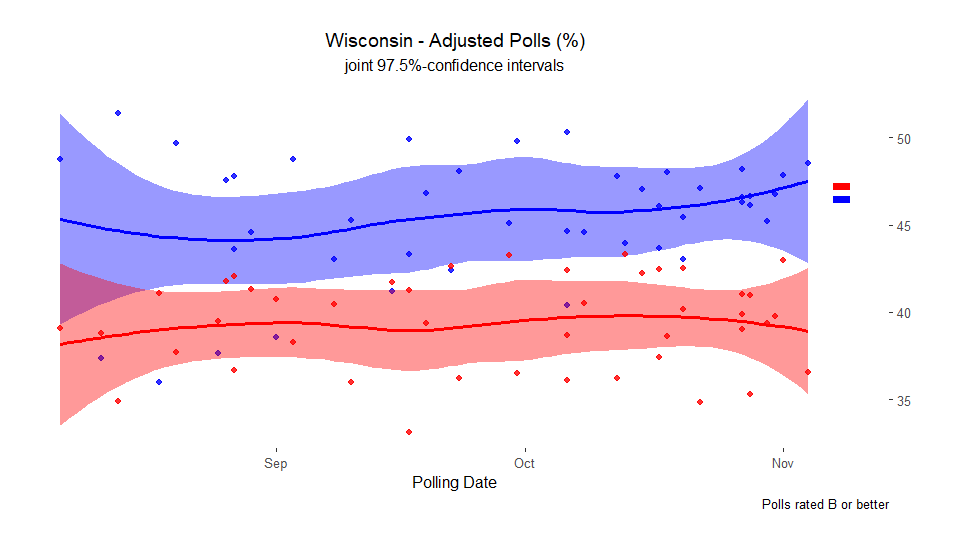 Wisconsin - Adjusted Polls (%)
joint 97.5%-confidence intervals
50
45
40
35
Sep Oct Nov
Polling Date
Polls rated B or better